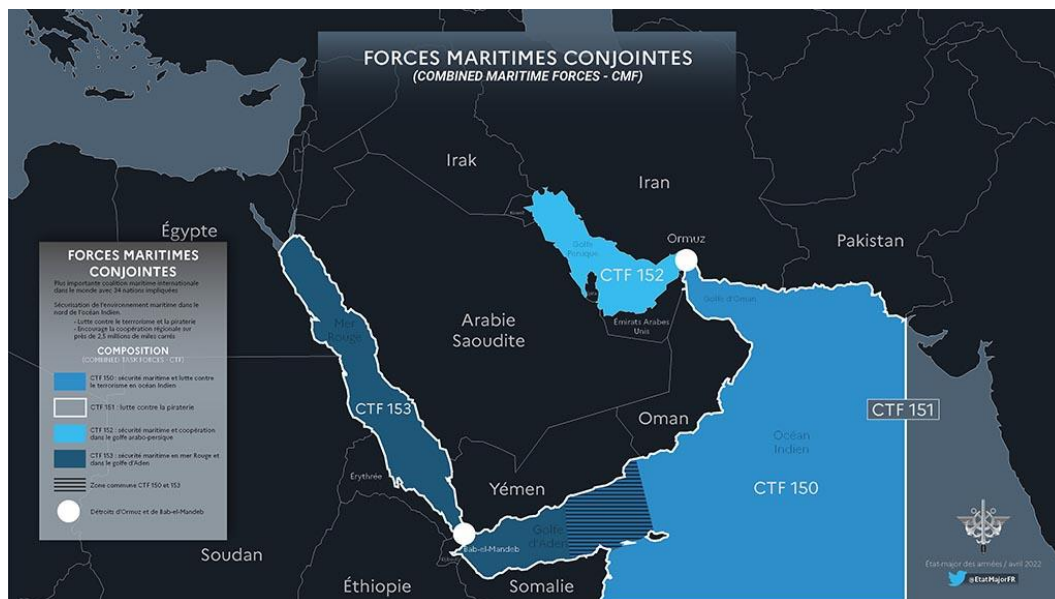 FORCES MARITIMES CONJOINTES
(COMBINED MARITIME FORCES - CMF)
Irak
Iran
Égypte
Koweït
Golfe
Persique
Ormuz
Pakistan
CTF 152
Golfe d'Oman
Émirats Arabes
Unis
Arabie
Saoudite
Mer
Rouge
CTF 153
CTF 151
Oman
Océan
Indien
CTF 150
Érythrée
Yémen
Golfe
d'Aden
Bab-el-Mandeb
Soudan
Éthiopie
Somalie
FORCES MARITIMES
CONJOINTES
Plus importante coalition maritime internationale
dans le monde avec 34 nations impliquées
Sécurisation de l'environnement maritime dans le
nord de l'océan Indien.
- Lutte contre le terrorisme et la piraterie
- Encourage la coopération régionale sur
près de 2,5 millions de miles carrés
COMPOSITION
(COMBINED TASK FORCES - CTF)
CTF 150 : sécurité maritime et lutte contre
le terrorisme en océan Indien
CTF 151 : lutte contre la piraterie
CTF 152 : sécurité maritime et coopération
dans le golfe arabo-persique
CTF 153 : sécurité maritime en mer Rouge et
dans le golfe d'Aden
Zone commune CTF 150 et 153
Détroits d'Ormuz et de Bab-el-Mandeb
État-major des armées / avril 2022
@EtatMajorFR